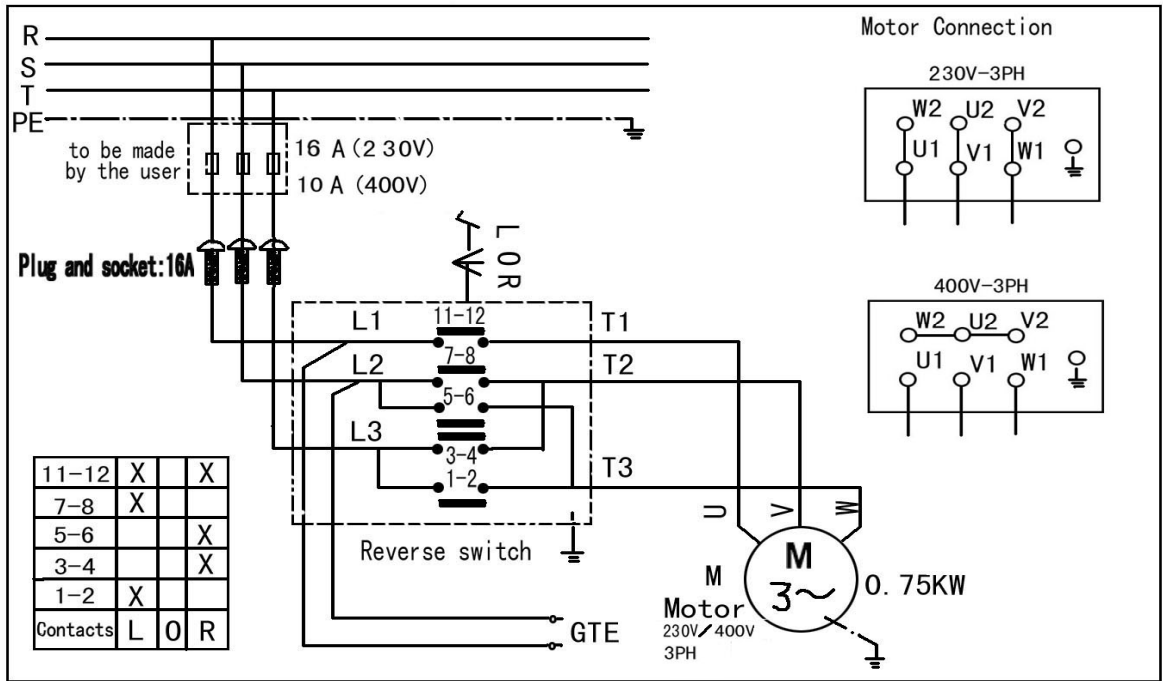 R
S
T
PE
to be made
by the user
16 A (230V)
10 A (400V)
Plug and socket:16A
L O R
L1
L2
L3
11-12
7-8
5-6
3-4
1-2
T1
T2
T3
Reverse switch
GTE
U
V
W
M
3~
M
Motor
230V/400V
3PH
0.75KW
11-12 X X
7-8 X
5-6 X
3-4 X
1-2 X
Contacts L 0 R
Motor Connection
230V-3PH
W2 U2 V2
U1 V1 W1
400V-3PH
W2 U2 V2
U1 V1 W1